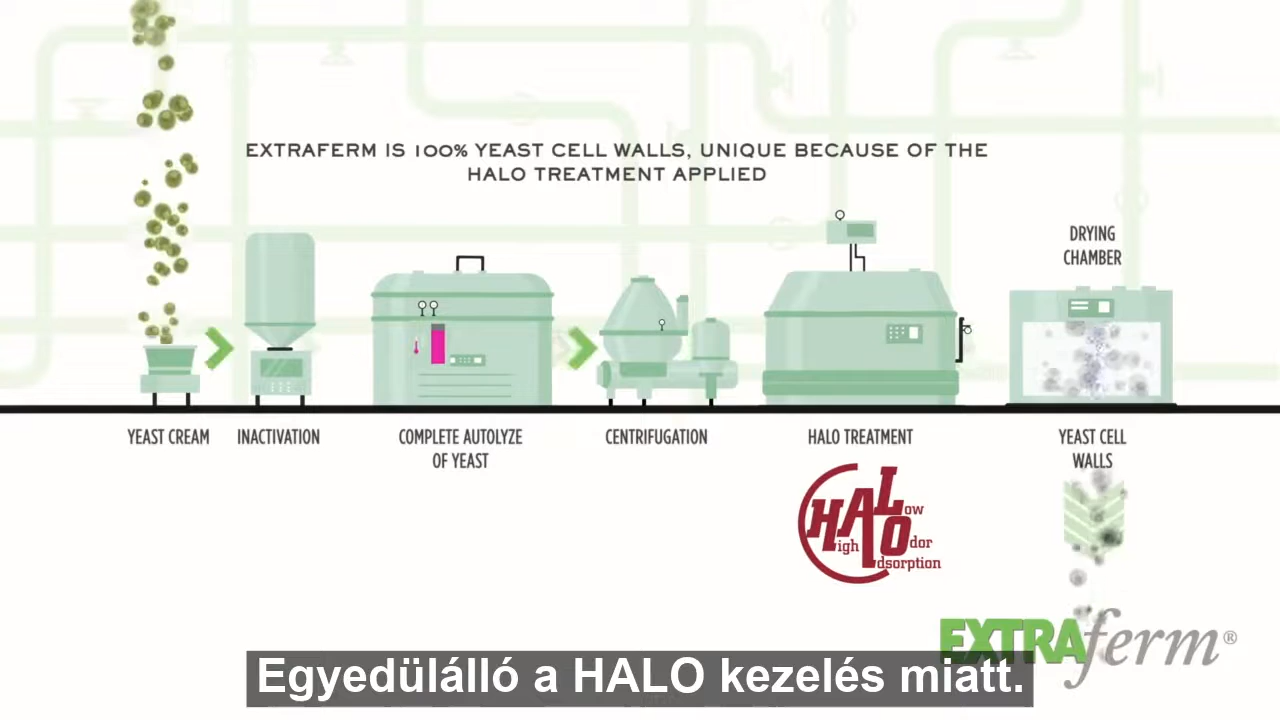 EXTRAFERM IS 100% YEAST CELL WALLS, UNIQUE BECAUSE OF THE
HALO TREATMENT APPLIED
DRYING
CHAMBER
YEAST CREAM
INACTIVATION
COMPLETE AUTOLYZE
OF YEAST
CENTRIFUGATION
HALO TREATMENT
YEAST CELL
WALLS
HALO
Low
High Odor
Adsorption
EXTRAferm®
Egyedülálló a HALO kezelés miatt.